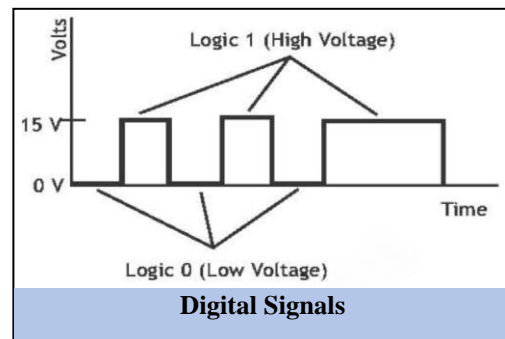 Volts
Logic 1 (High Voltage)
15 V
0 V
Time
Logic 0 (Low Voltage)
Digital Signals